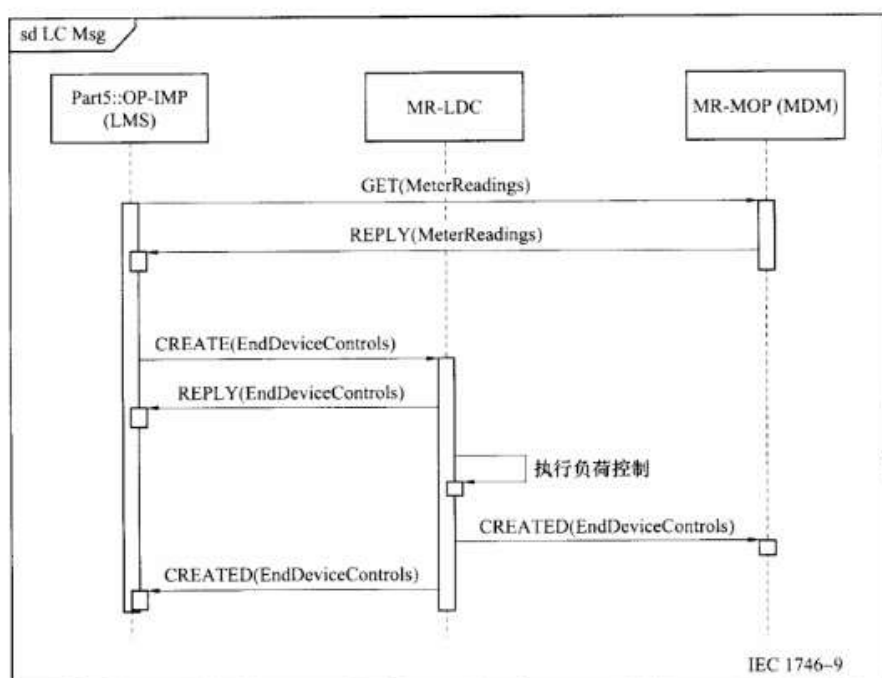 sd LC Msg
Part5::OP-IMP
(LMS)
MR-LDC
MR-MOP (MDM)
GET(MeterReadings)
REPLY(MeterReadings)
CREATE(EndDeviceControls)
REPLY(EndDeviceControls)
执行负荷控制
CREATED(EndDeviceControls)
CREATED(EndDeviceControls)
IEC 1746-9